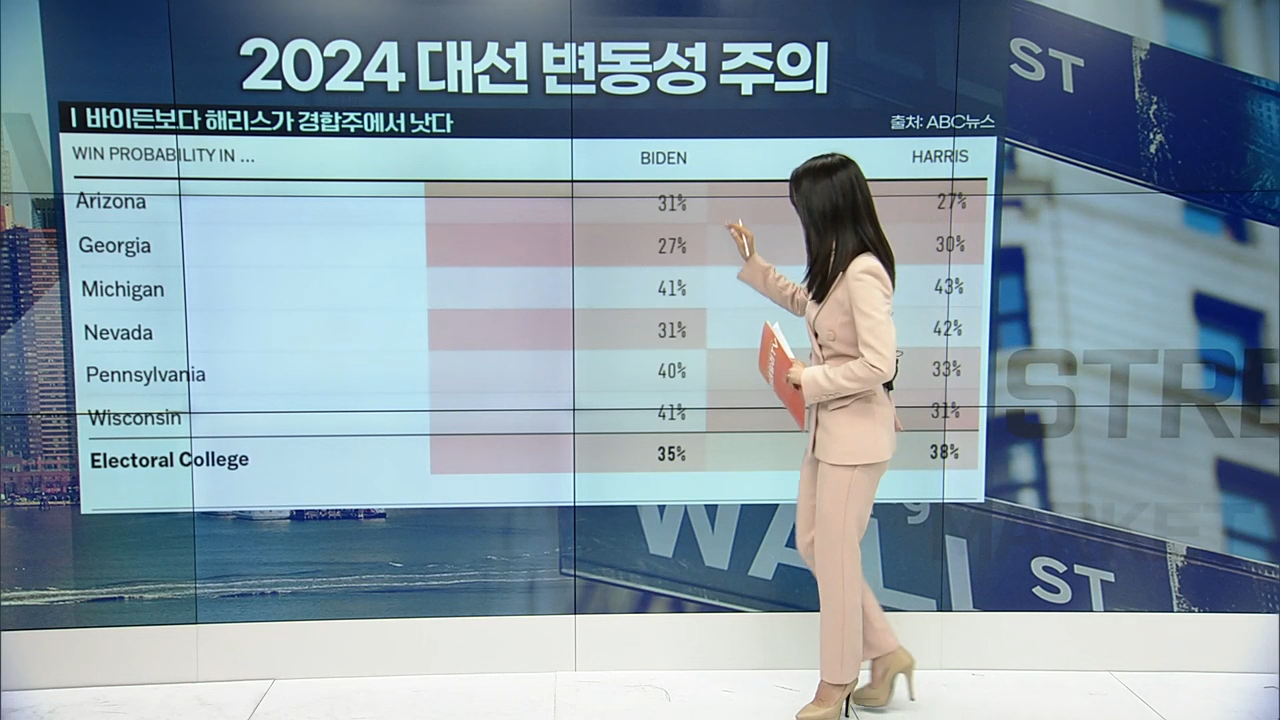 2024 대선 변동성 주의
바이든보다 해리스가 경합주에서 낫다
출처: ABC뉴스
WIN PROBABILITY IN ... BIDEN HARRIS
Arizona 31% 27%
Georgia 27% 30%
Michigan 41% 43%
Nevada 31% 42%
Pennsylvania 40% 33%
Wisconsin 41% 31%
Electoral College 35% 38%
ST
STRE
WALL
9
ST